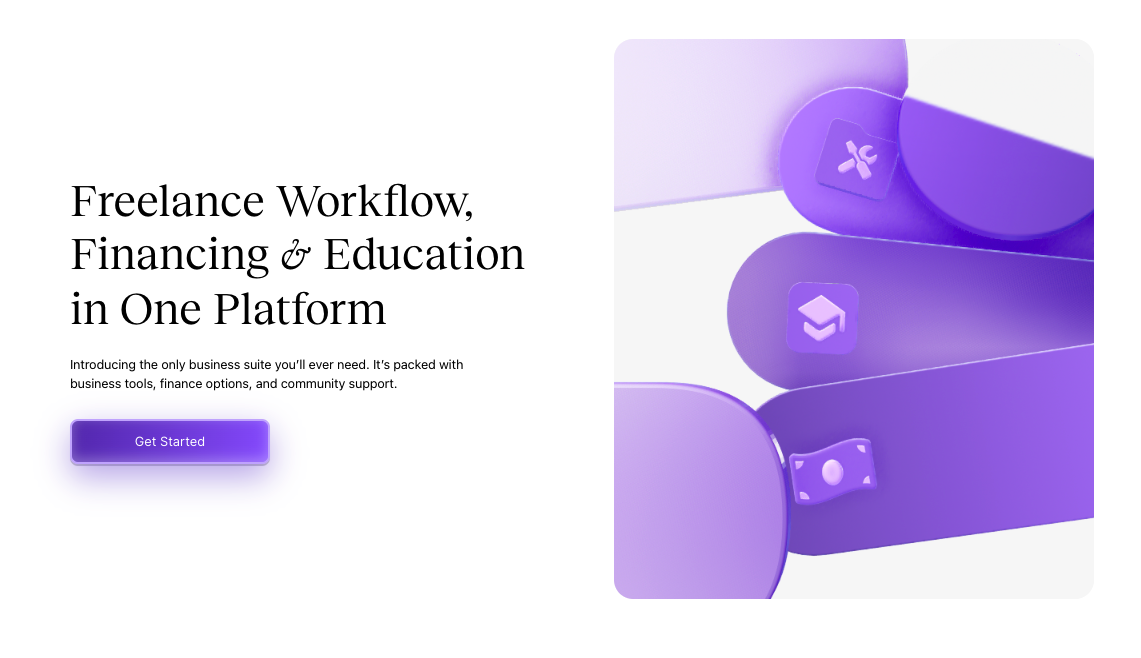 Freelance Workflow,
Financing & Education
in One Platform
Introducing the only business suite you’ll ever need. It’s packed with
business tools, finance options, and community support.
Get Started